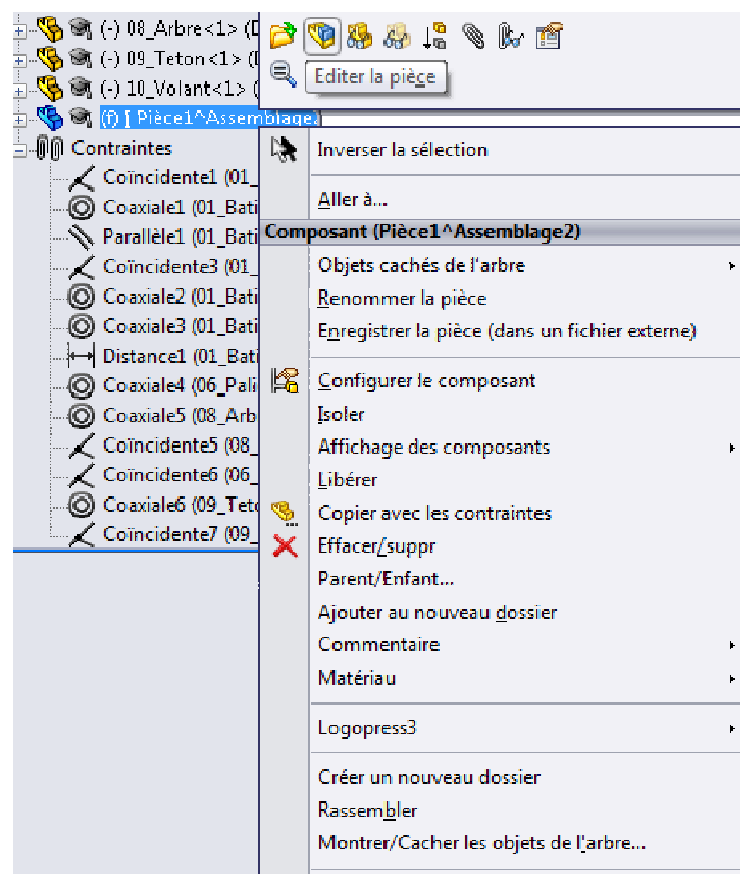 (-) 08_Arbre<1> (D
(-) 09_Teton<1> (I
(-) 10_Volant<1> (
(f) [ Pièce1^Assemblage2
Contraintes
Coïncidente1 (01_
Coaxiale1 (01_Bati
Parallèle1 (01_Bati
Coïncidente3 (01_
Coaxiale2 (01_Bati
Coaxiale3 (01_Bati
Distance1 (01_Bati
Coaxiale4 (06_Pali
Coaxiale5 (08_Arb
Coïncidente5 (08_
Coïncidente6 (06_
Coaxiale6 (09_Teto
Coïncidente7 (09_
Editer la pièce
Inverser la sélection
Aller à...
Composant (Pièce1^Assemblage2)
Objets cachés de l'arbre
Renommer la pièce
Enregistrer la pièce (dans un fichier externe)
Configurer le composant
Isoler
Affichage des composants
Libérer
Copier avec les contraintes
Effacer/suppr
Parent/Enfant...
Ajouter au nouveau dossier
Commentaire
Matériau
Logopress3
Créer un nouveau dossier
Rassembler
Montrer/Cacher les objets de l'arbre...